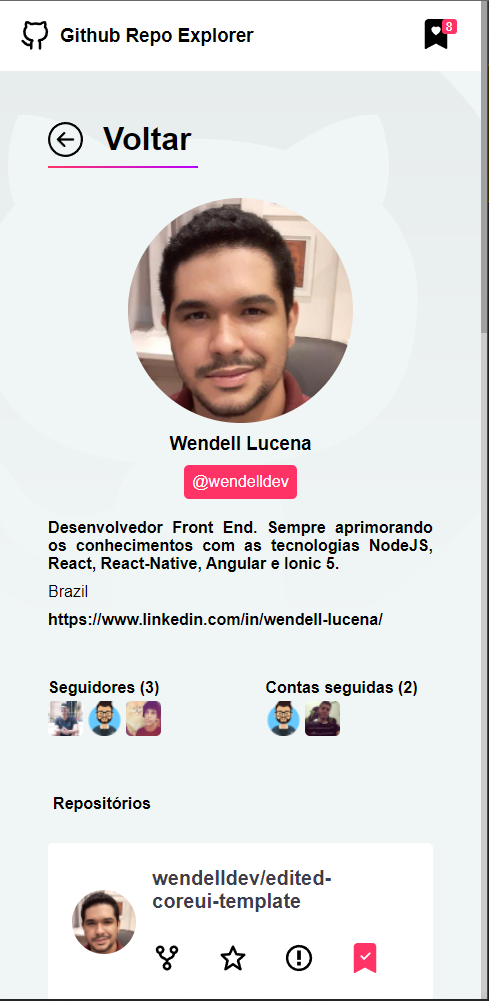 Github Repo Explorer
8
Voltar
Wendell Lucena
@wendelldev
Desenvolvedor Front End. Sempre aprimorando
os conhecimentos com as tecnologias NodeJS,
React, React-Native, Angular e Ionic 5.
Brazil
https://www.linkedin.com/in/wendell-lucena/
Seguidores (3)
Contas seguidas (2)
Repositórios
wendelldev/edited-
coreui-template